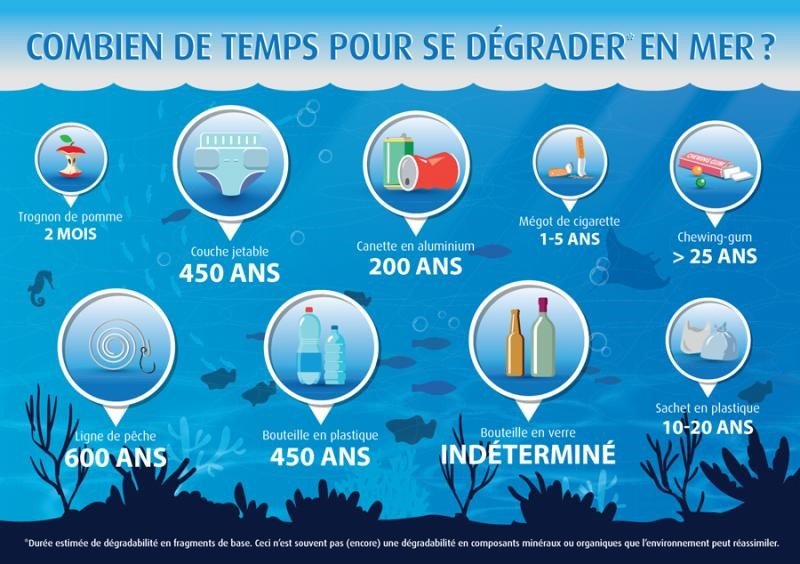 COMBIEN DE TEMPS POUR SE DÉGRADER* EN MER ?
Trognon de pomme
2 MOIS
Couche jetable
450 ANS
Canette en aluminium
200 ANS
Mégot de cigarette
1-5 ANS
CHEWING GUM
Chewing-gum
> 25 ANS
Ligne de pêche
600 ANS
Bouteille en plastique
450 ANS
Bouteille en verre
INDÉTERMINÉ
Sachet en plastique
10-20 ANS
*Durée estimée de dégradabilité en fragments de base. Ceci n'est souvent pas (encore) une dégradabilité en composants minéraux ou organiques que l'environnement peut réassimiler.